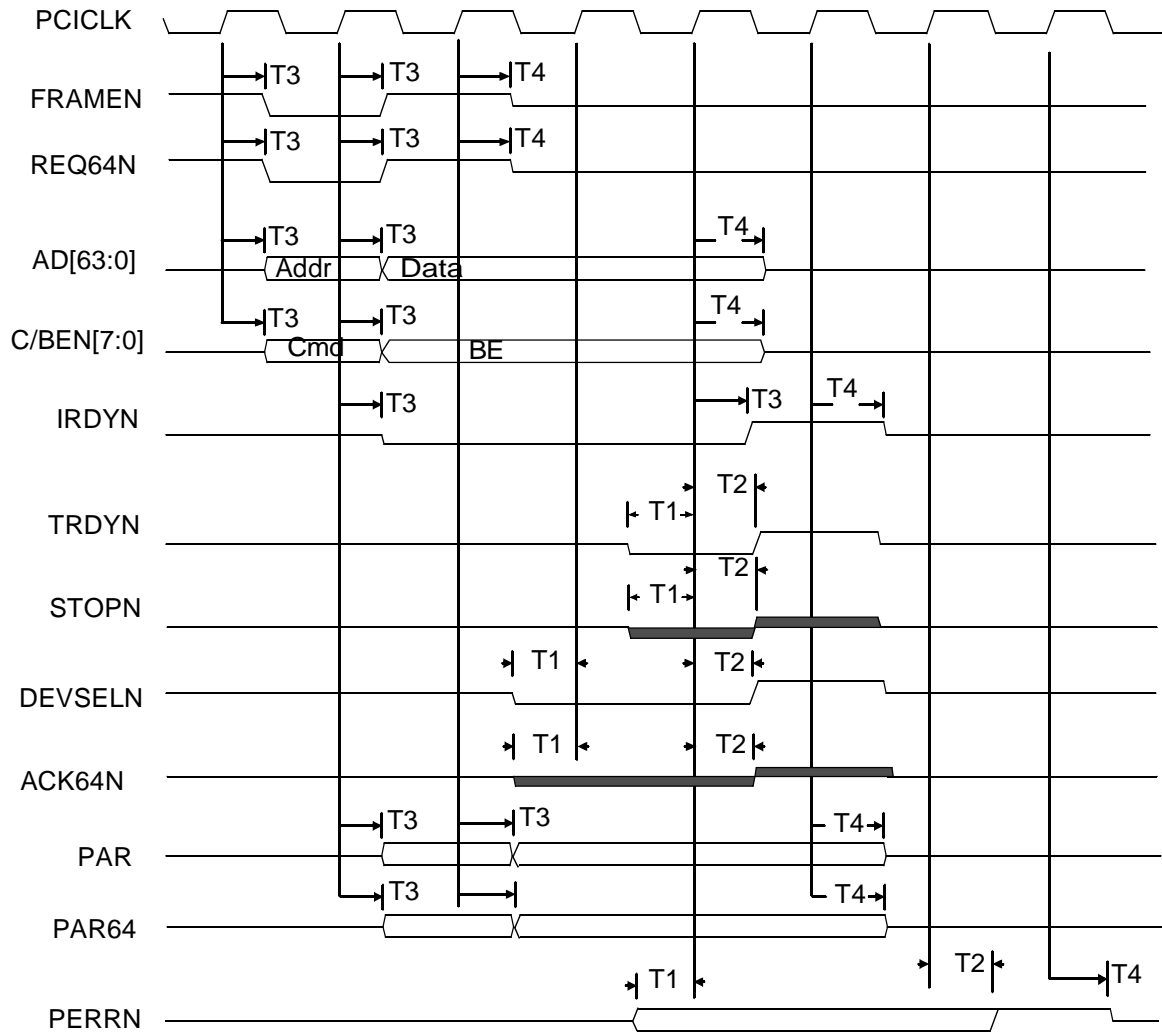 PCICLK
T3 T3 T4
FRAMEN
T3 T3 T4
REQ64N
T3 T3 T4
AD[63:0]
Addr Data
T3 T3 T4
C/BEN[7:0]
Cmd BE
T3 T3 T4
IRDYN
T2
T1
TRDYN
T2
T1
STOPN
T1 T2
DEVSELN
T1 T2
ACK64N
T3 T3 T4
PAR
T3 T4
PAR64
T1 T2 T4
PERRN